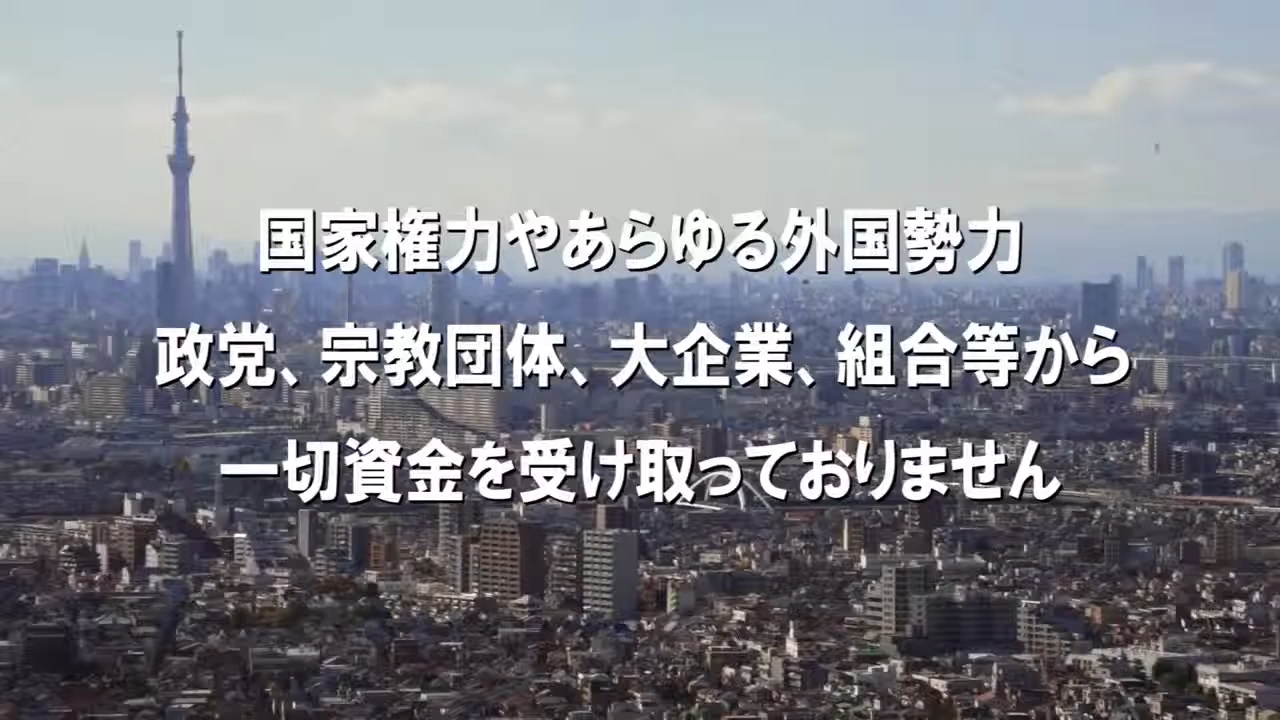 国家権力やあらゆる外国勢力
政党、宗教団体、大企業、組合等から
一切資金を受け取っておりません